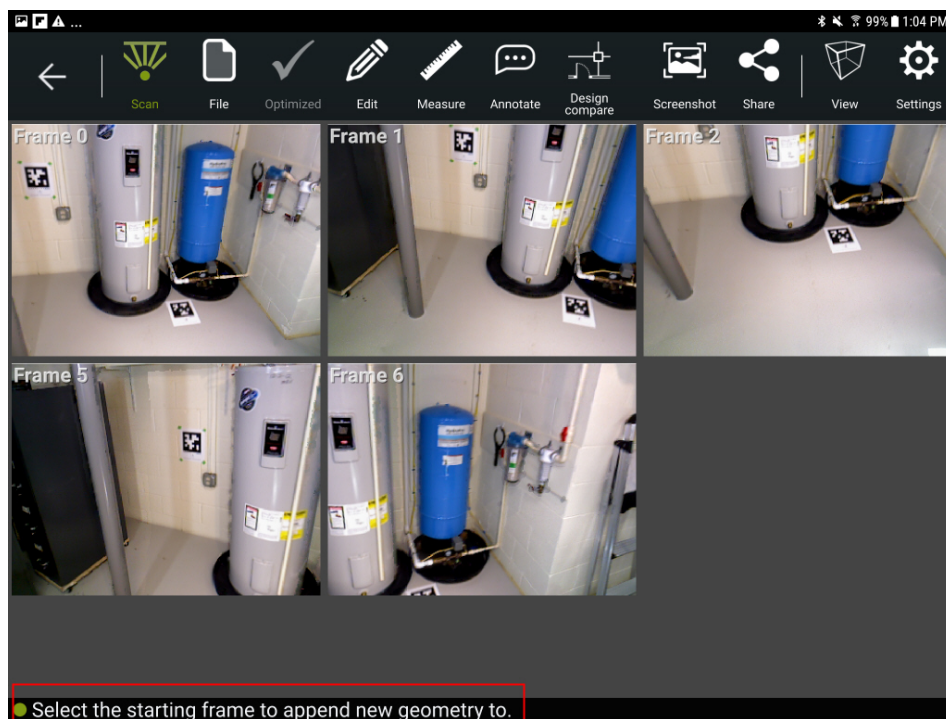 ... 99% 1:04 PM
Scan
File
Optimized
Edit
Measure
Annotate
Design
compare
Screenshot
Share
View
Settings
Frame 0
Frame 1
Frame 2
Frame 5
Frame 6
Select the starting frame to append new geometry to.